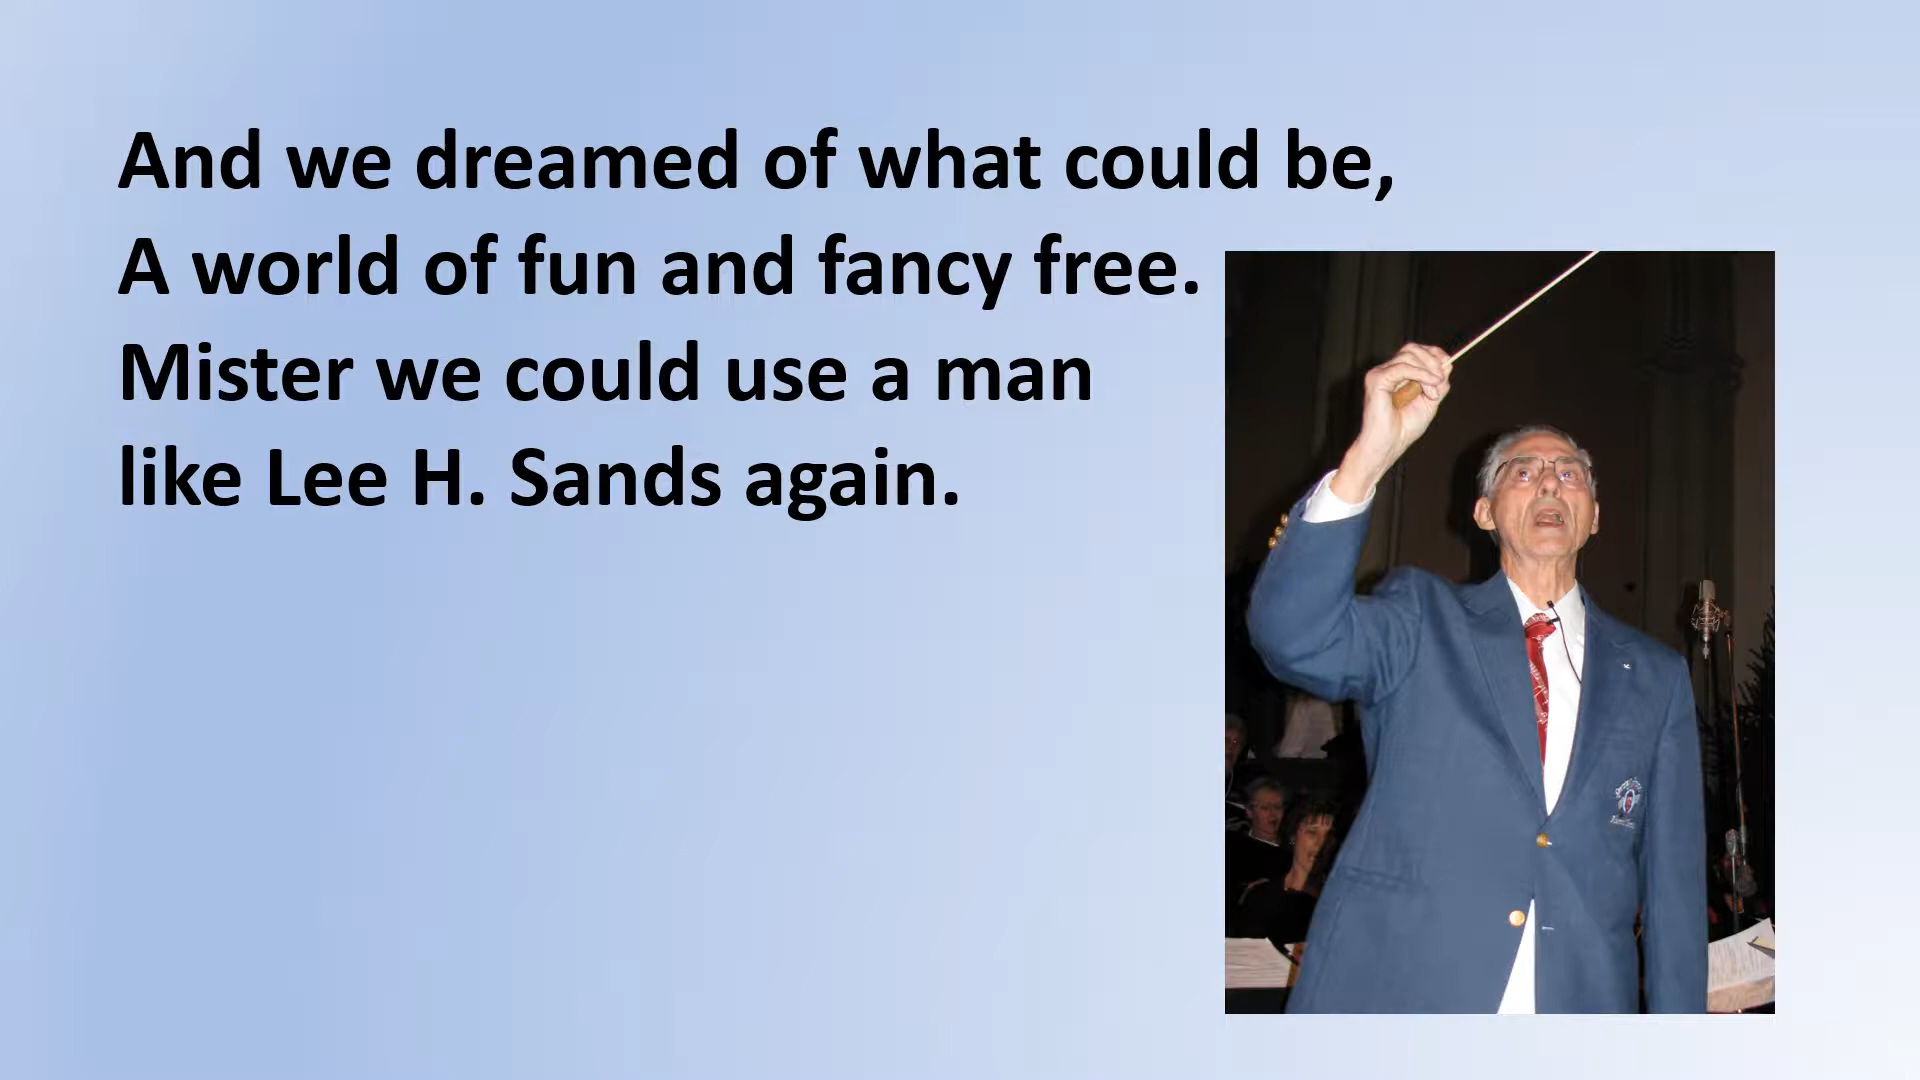 And we dreamed of what could be,
A world of fun and fancy free.
Mister we could use a man
like Lee H. Sands again.